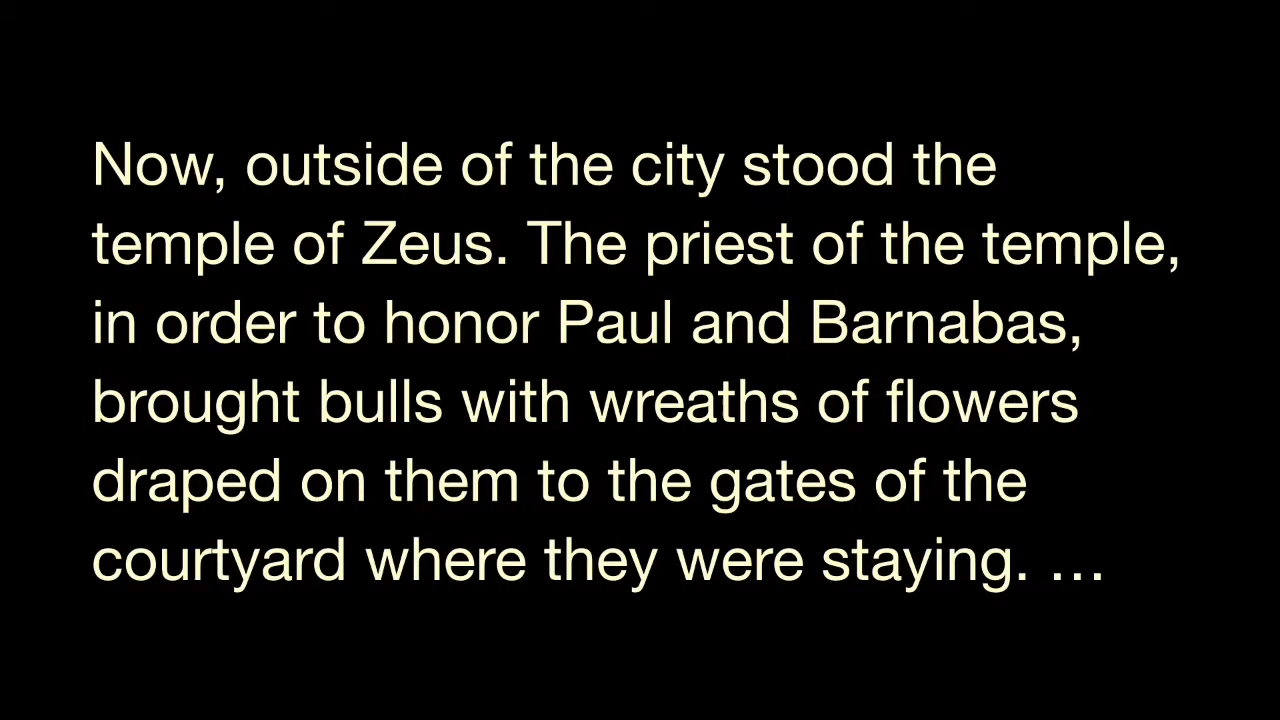 Now, outside of the city stood the
temple of Zeus. The priest of the temple,
in order to honor Paul and Barnabas,
brought bulls with wreaths of flowers
draped on them to the gates of the
courtyard where they were staying. …